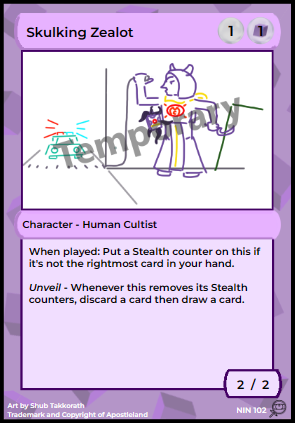 Skulking Zealot
1 1
Temporary
Character - Human Cultist
When played: Put a Stealth counter on this if
it's not the rightmost card in your hand.
Unveil - Whenever this removes its Stealth
counters, discard a card then draw a card.
2 / 2
Art by Shub Takkorath
Trademark and Copyright of Apostleland
NIN 102